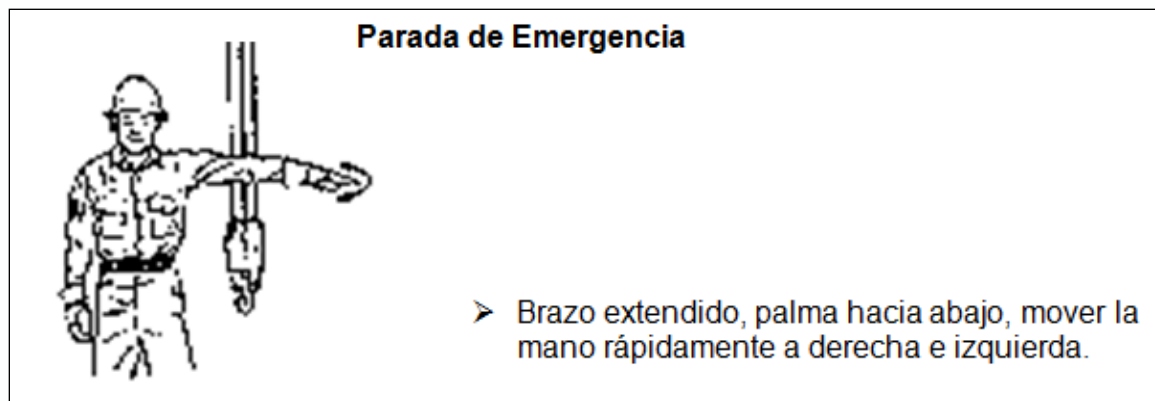 Parada de Emergencia
➢ Brazo extendido, palma hacia abajo, mover la
mano rápidamente a derecha e izquierda.